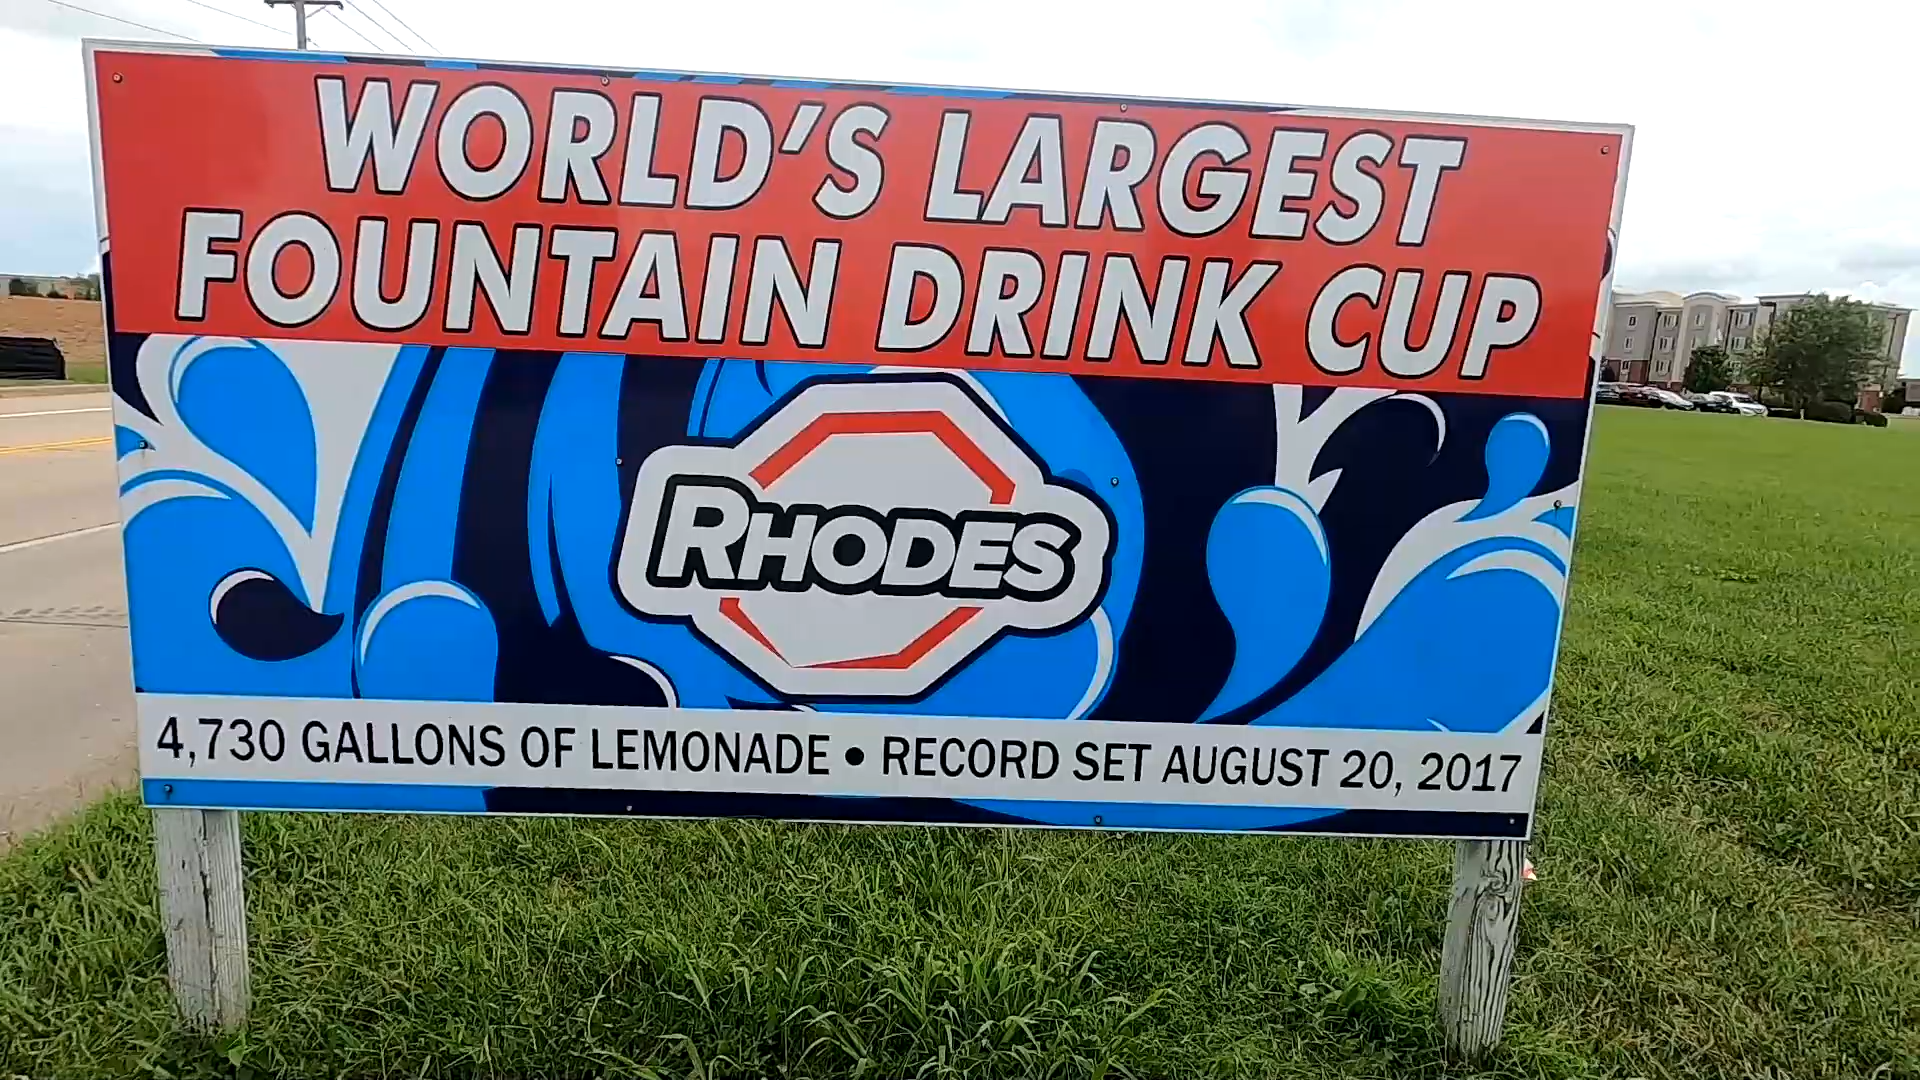 WORLD'S LARGEST
FOUNTAIN DRINK CUP
RHODES
4,730 GALLONS OF LEMONADE • RECORD SET AUGUST 20, 2017